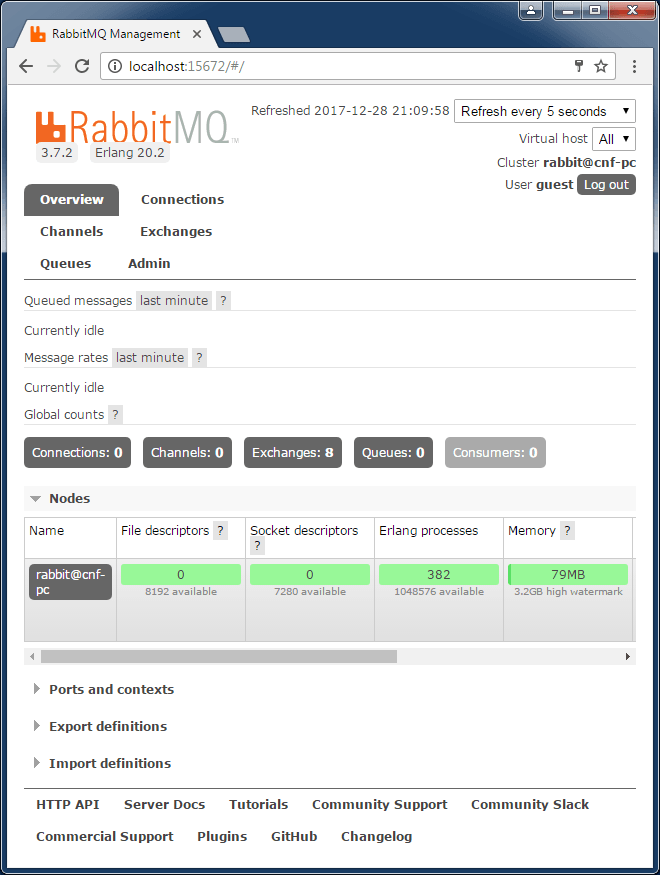 RabbitMQ Management
localhost:15672/#/
RabbitMQ™
Refreshed 2017-12-28 21:09:58 Refresh every 5 seconds
3.7.2 Erlang 20.2
Virtual host All
Cluster rabbit@cnf-pc
User guest Log out
Overview Connections
Channels Exchanges
Queues Admin
Queued messages last minute ?
Currently idle
Message rates last minute ?
Currently idle
Global counts ?
Connections: 0 Channels: 0 Exchanges: 8 Queues: 0 Consumers: 0
Nodes
Name File descriptors ? Socket descriptors ? Erlang processes Memory ?
rabbit@cnf-pc 0 0 382 79MB
8192 available 7280 available 1048576 available 3.2GB high watermark
Ports and contexts
Export definitions
Import definitions
HTTP API Server Docs Tutorials Community Support Community Slack
Commercial Support Plugins GitHub Changelog